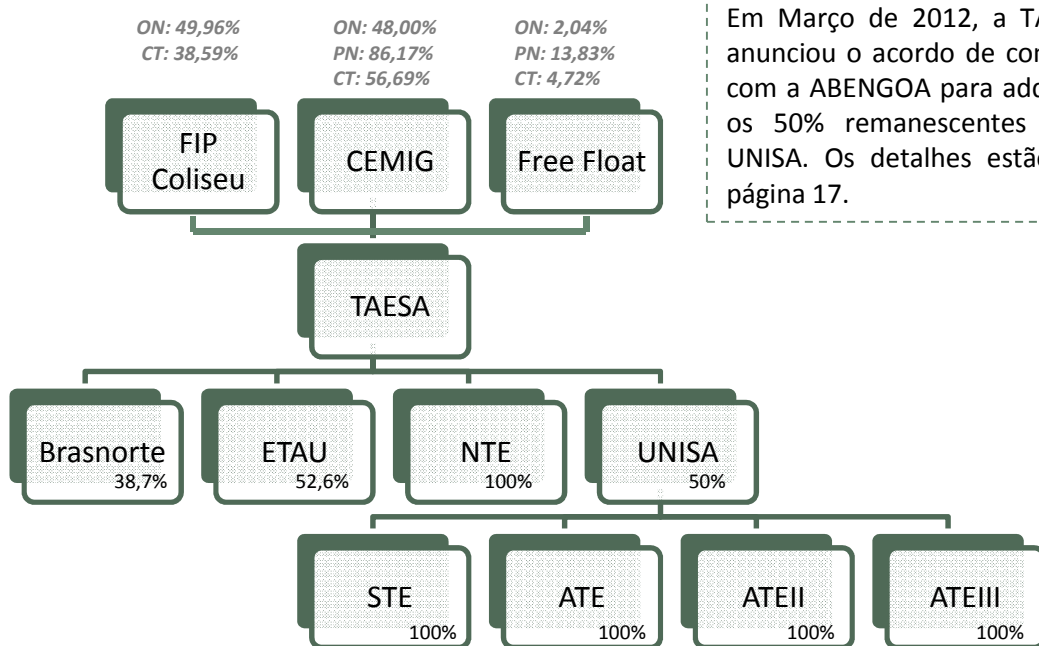 ON: 49,96%
CT: 38,59%
ON: 48,00%
PN: 86,17%
CT: 56,69%
ON: 2,04%
PN: 13,83%
CT: 4,72%
Em Março de 2012, a
anunciou o acordo de
com a ABENGOA para
os 50% remanescentes
UNISA. Os detalhes
página 17.
FIP
Coliseu
CEMIG
Free Float
TAESA
Brasnorte
38,7%
ETAU
52,6%
NTE
100%
UNISA
50%
STE
100%
ATE
100%
ATEII
100%
ATEIII
100%